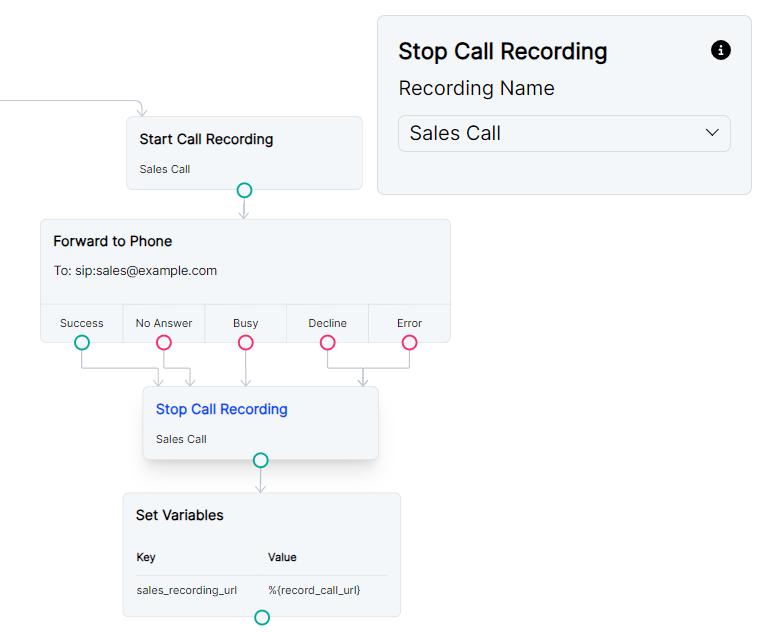 Stop Call Recording
Recording Name
Sales Call
Start Call Recording
Sales Call
Forward to Phone
To: sip:sales@example.com
Success No Answer Busy Decline Error
Stop Call Recording
Sales Call
Set Variables
Key Value
sales_recording_url %{record_call_url}